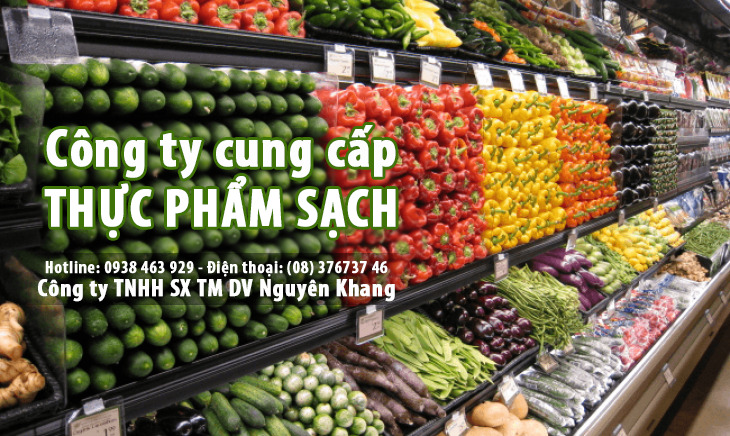 Công ty cung cấp
THỰC PHẨM SẠCH
Hotline: 0938 463 929 - Điện thoại: (08) 376737 46
Công ty TNHH SX TM DV Nguyên Khang